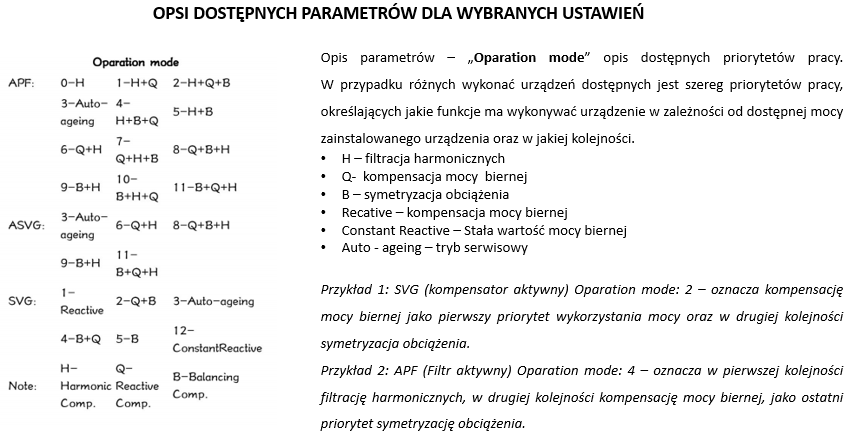 OPSI DOSTĘPNYCH PARAMETRÓW DLA WYBRANYCH USTAWIEŃ
Oparation mode
APF: 0-H 1-H+Q 2-H+Q+B
3-Auto-ageing 4-H+B+Q 5-H+B
6-Q+H 7-Q+H+B 8-Q+B+H
9-B+H 10-B+H+Q 11-B+Q+H
ASVG: 3-Auto-ageing 6-Q+H 8-Q+B+H
9-B+H 11-B+Q+H
SVG: 1-Reactive 2-Q+B 3-Auto-ageing
4-B+Q 5-B 12-ConstantReactive
Note: H-Harmonic Comp. Q-Reactive Comp. B-Balancing Comp.
Opis parametrów – „Oparation mode” opis dostępnych priorytetów pracy.
W przypadku różnych wykonać urządzeń dostępnych jest szereg priorytetów pracy,
określających jakie funkcje ma wykonywać urządzenie w zależności od dostępnej mocy
zainstalowanego urządzenia oraz w jakiej kolejności.
• H – filtracja harmonicznych
• Q- kompensacja mocy biernej
• B – symetryzacja obciążenia
• Recative – kompensacja mocy biernej
• Constant Reactive – Stała wartość mocy biernej
• Auto - ageing – tryb serwisowy
Przykład 1: SVG (kompensator aktywny) Oparation mode: 2 – oznacza kompensację
mocy biernej jako pierwszy priorytet wykorzystania mocy oraz w drugiej kolejności
symetryzacja obciążenia.
Przykład 2: APF (Filtr aktywny) Oparation mode: 4 – oznacza w pierwszej kolejności
filtrację harmonicznych, w drugiej kolejności kompensację mocy biernej, jako ostatni
priorytet symetryzację obciążenia.